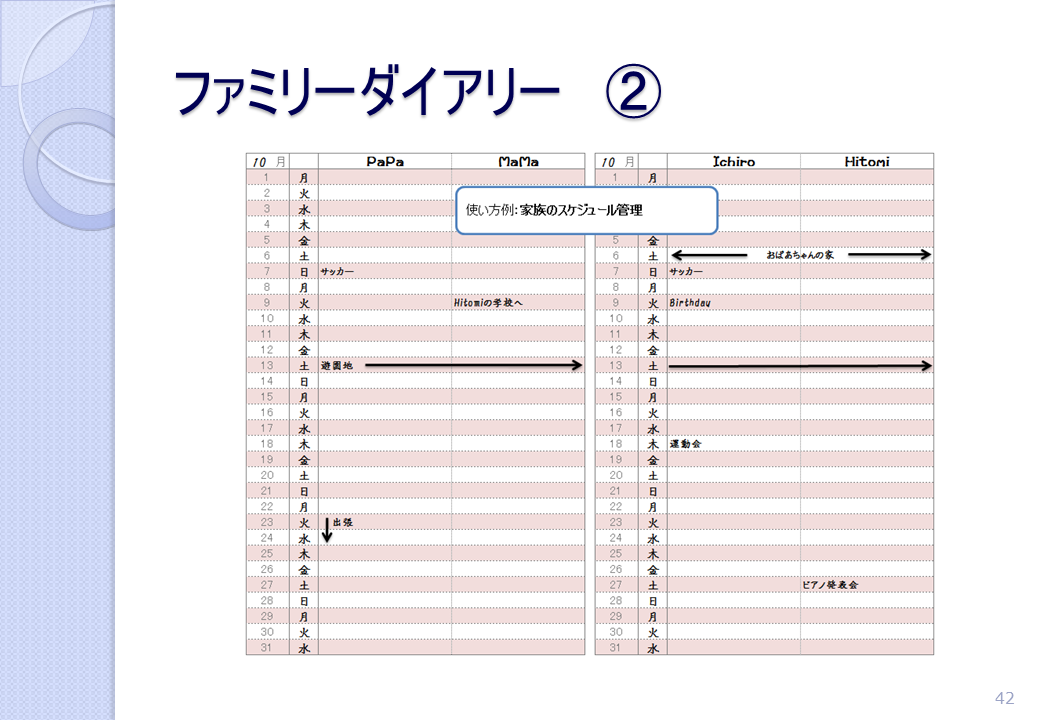 ファミリーダイアリー ②
10 月 PaPa MaMa
1 月
2 火
3 水
4 木
5 金
6 土
7 日 サッカー
8 月
9 火 Hitomiの学校へ
10 水
11 木
12 金
13 土 遊園地
14 日
15 月
16 火
17 水
18 木
19 金
20 土
21 日
22 月
23 火 出張
24 水
25 木
26 金
27 土
28 日
29 月
30 火
31 水
使い方例:家族のスケジュール管理
10 月 Ichiro Hitomi
1 月
5 金
6 土 おばあちゃんの家
7 日 サッカー
8 月
9 火 Birthday
10 水
11 木
12 金
13 土
14 日
15 月
16 火
17 水
18 木 運動会
19 金
20 土
21 日
22 月
23 火
24 水
25 木
26 金
27 土 ピアノ発表会
28 日
29 月
30 火
31 水
42